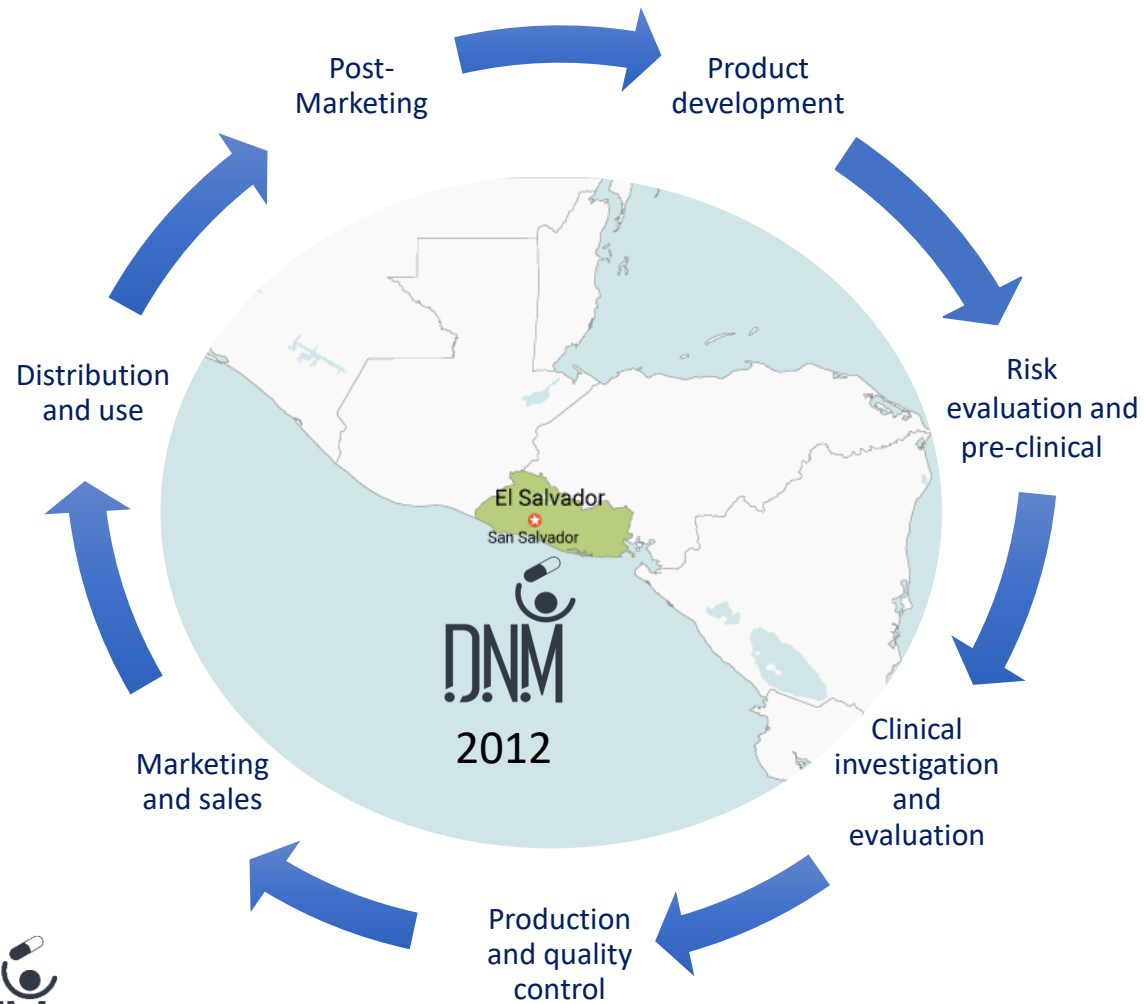 Post-
Marketing
Product
development
Risk
evaluation and
pre-clinical
Clinical
investigation
and
evaluation
Production
and quality
control
Marketing
and sales
Distribution
and use
El Salvador
San Salvador
DNM
2012